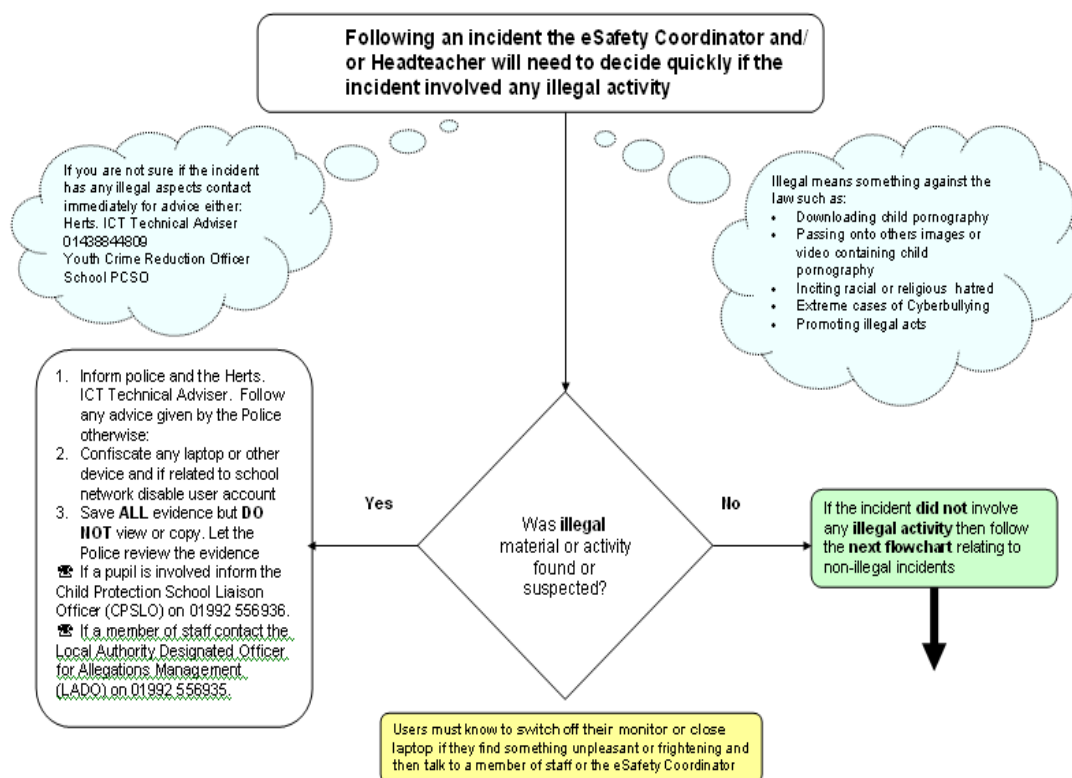 Following an incident the eSafety Coordinator and/
or Headteacher will need to decide quickly if the
incident involved any illegal activity
If you are not sure if the incident
has any illegal aspects contact
immediately for advice either:
Herts. ICT Technical Adviser
01438844809
Youth Crime Reduction Officer
School PCSO
Illegal means something against the
law such as:
• Downloading child pornography
• Passing onto others images or
video containing child
pornography
• Inciting racial or religious hatred
• Extreme cases of Cyberbullying
• Promoting illegal acts
1. Inform police and the Herts.
ICT Technical Adviser. Follow
any advice given by the Police
otherwise:
2. Confiscate any laptop or other
device and if related to school
network disable user account
3. Save ALL evidence but DO
NOT view or copy. Let the
Police review the evidence
☎ If a pupil is involved inform the
Child Protection School Liaison
Officer (CPSLO) on 01992 556936.
☎ If a member of staff contact the
Local Authority Designated Officer
for Allegations Management
(LADO) on 01992 556935.
Yes
Was illegal
material or activity
found or
suspected?
No
If the incident did not involve
any illegal activity then follow
the next flowchart relating to
non-illegal incidents
Users must know to switch off their monitor or close
laptop if they find something unpleasant or frightening and
then talk to a member of staff or the eSafety Coordinator